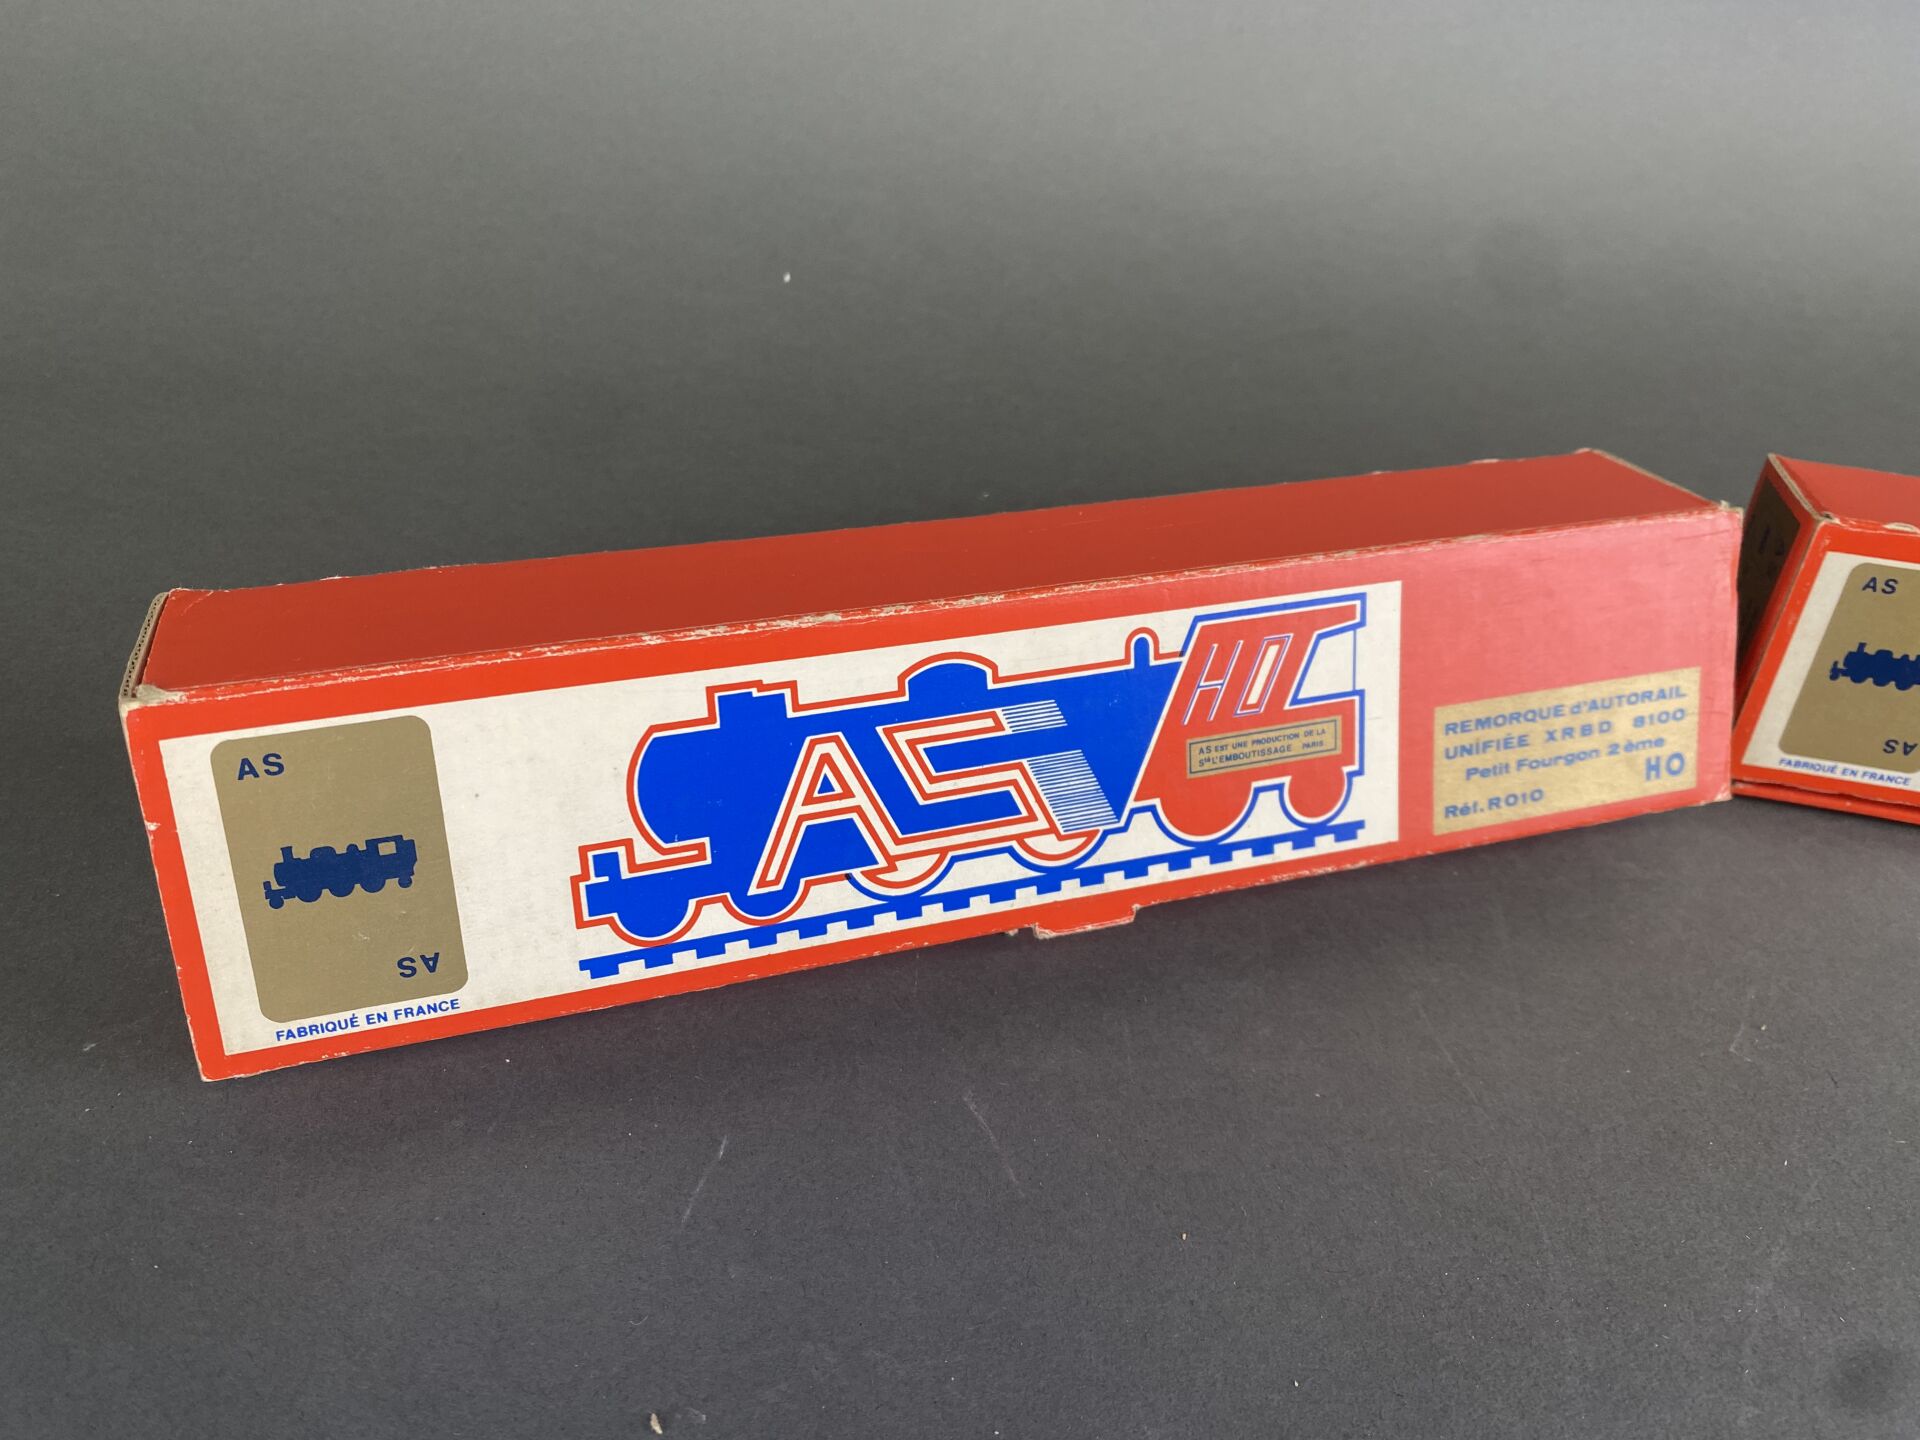 AS
AS
FABRIQUÉ EN FRANCE
AS
HO
AS EST UNE PRODUCTION DE LA
Sté L'EMBOUTISSAGE PARIS
REMORQUE d'AUTORAIL
UNIFIÉE XRBD 8100
Petit Fourgon 2ème
HO
Réf. RO10
AS
AS
FABRIQUÉ EN FRANCE